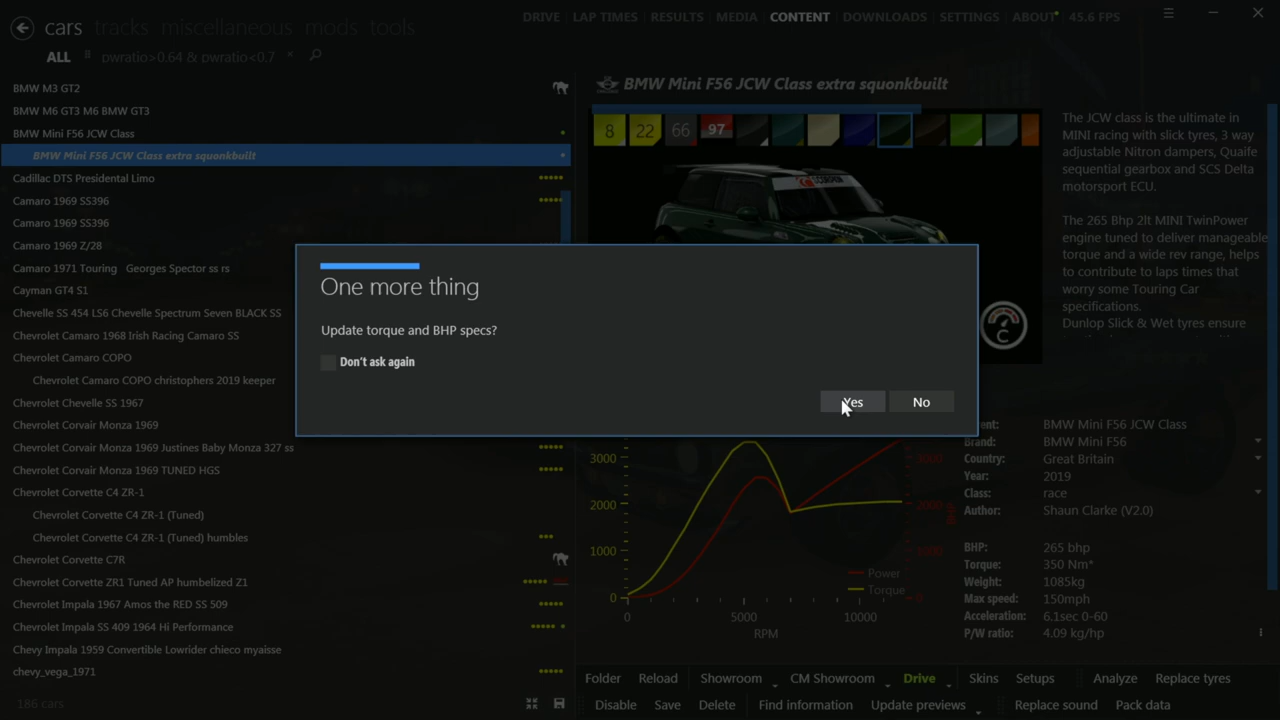 cars tracks miscellaneous mods tools
DRIVE LAP TIMES RESULTS MEDIA CONTENT DOWNLOADS SETTINGS ABOUT 45.6 FPS
ALL # pwratio>0.64 & pwratio<0.7 ×
BMW M3 GT2
BMW M6 GT3 M6 BMW GT3
BMW Mini F56 JCW Class
BMW Mini F56 JCW Class extra squonkbuilt
Cadillac DTS Presidental Limo
Camaro 1969 SS396
Camaro 1969 SS396
Camaro 1969 Z/28
Camaro 1971 Touring Georges Spector ss rs
Cayman GT4 S1
Chevelle SS 454 LS6 Chevelle Spectrum Seven BLACK SS
Chevrolet Camaro 1968 Irish Racing Camaro SS
Chevrolet Camaro COPO
Chevrolet Camaro COPO christophers 2019 keeper
Chevrolet Chevelle SS 1967
Chevrolet Corvair Monza 1969
Chevrolet Corvair Monza 1969 Justines Baby Monza 327 ss
Chevrolet Corvair Monza 1969 TUNED HGS
Chevrolet Corvette C4 ZR-1
Chevrolet Corvette C4 ZR-1 (Tuned)
Chevrolet Corvette C4 ZR-1 (Tuned) humbles
Chevrolet Corvette C7R
Chevrolet Corvette ZR1 Tuned AP humbelized Z1
Chevrolet Impala 1967 Amos the RED SS 509
Chevrolet Impala SS 409 1964 Hi Performance
Chevy Impala 1959 Convertible Lowrider chieco myaisse
chevy_vega_1971
186 cars
BMW Mini F56 JCW Class extra squonkbuilt
8 22 66 97
The JCW class is the ultimate in
MINI racing with slick tyres, 3 way
adjustable Nitron dampers, Quaife
sequential gearbox and SCS Delta
motorsport ECU.
The 265 Bhp 2lt MINI TwinPower
engine tuned to deliver manageable
torque and a wide rev range, helps
to contribute to laps times that
worry some Touring Car
specifications.
Dunlop Slick & Wet tyres ensure
C
One more thing
Update torque and BHP specs?
Don't ask again
Yes No
3000
2000
1000
0
2000
1000
0
Power
Torque
0 5000 10000
RPM
BMW Mini F56 JCW Class
Brand: BMW Mini F56
Country: Great Britain
Year: 2019
Class: race
Author: Shaun Clarke (V2.0)
BHP: 265 bhp
Torque: 350 Nm*
Weight: 1085kg
Max speed: 150mph
Acceleration: 6.1sec 0-60
P/W ratio: 4.09 kg/hp
Folder Reload Showroom CM Showroom Drive Skins Setups Analyze Replace tyres
Disable Save Delete Find information Update previews Replace sound Pack data